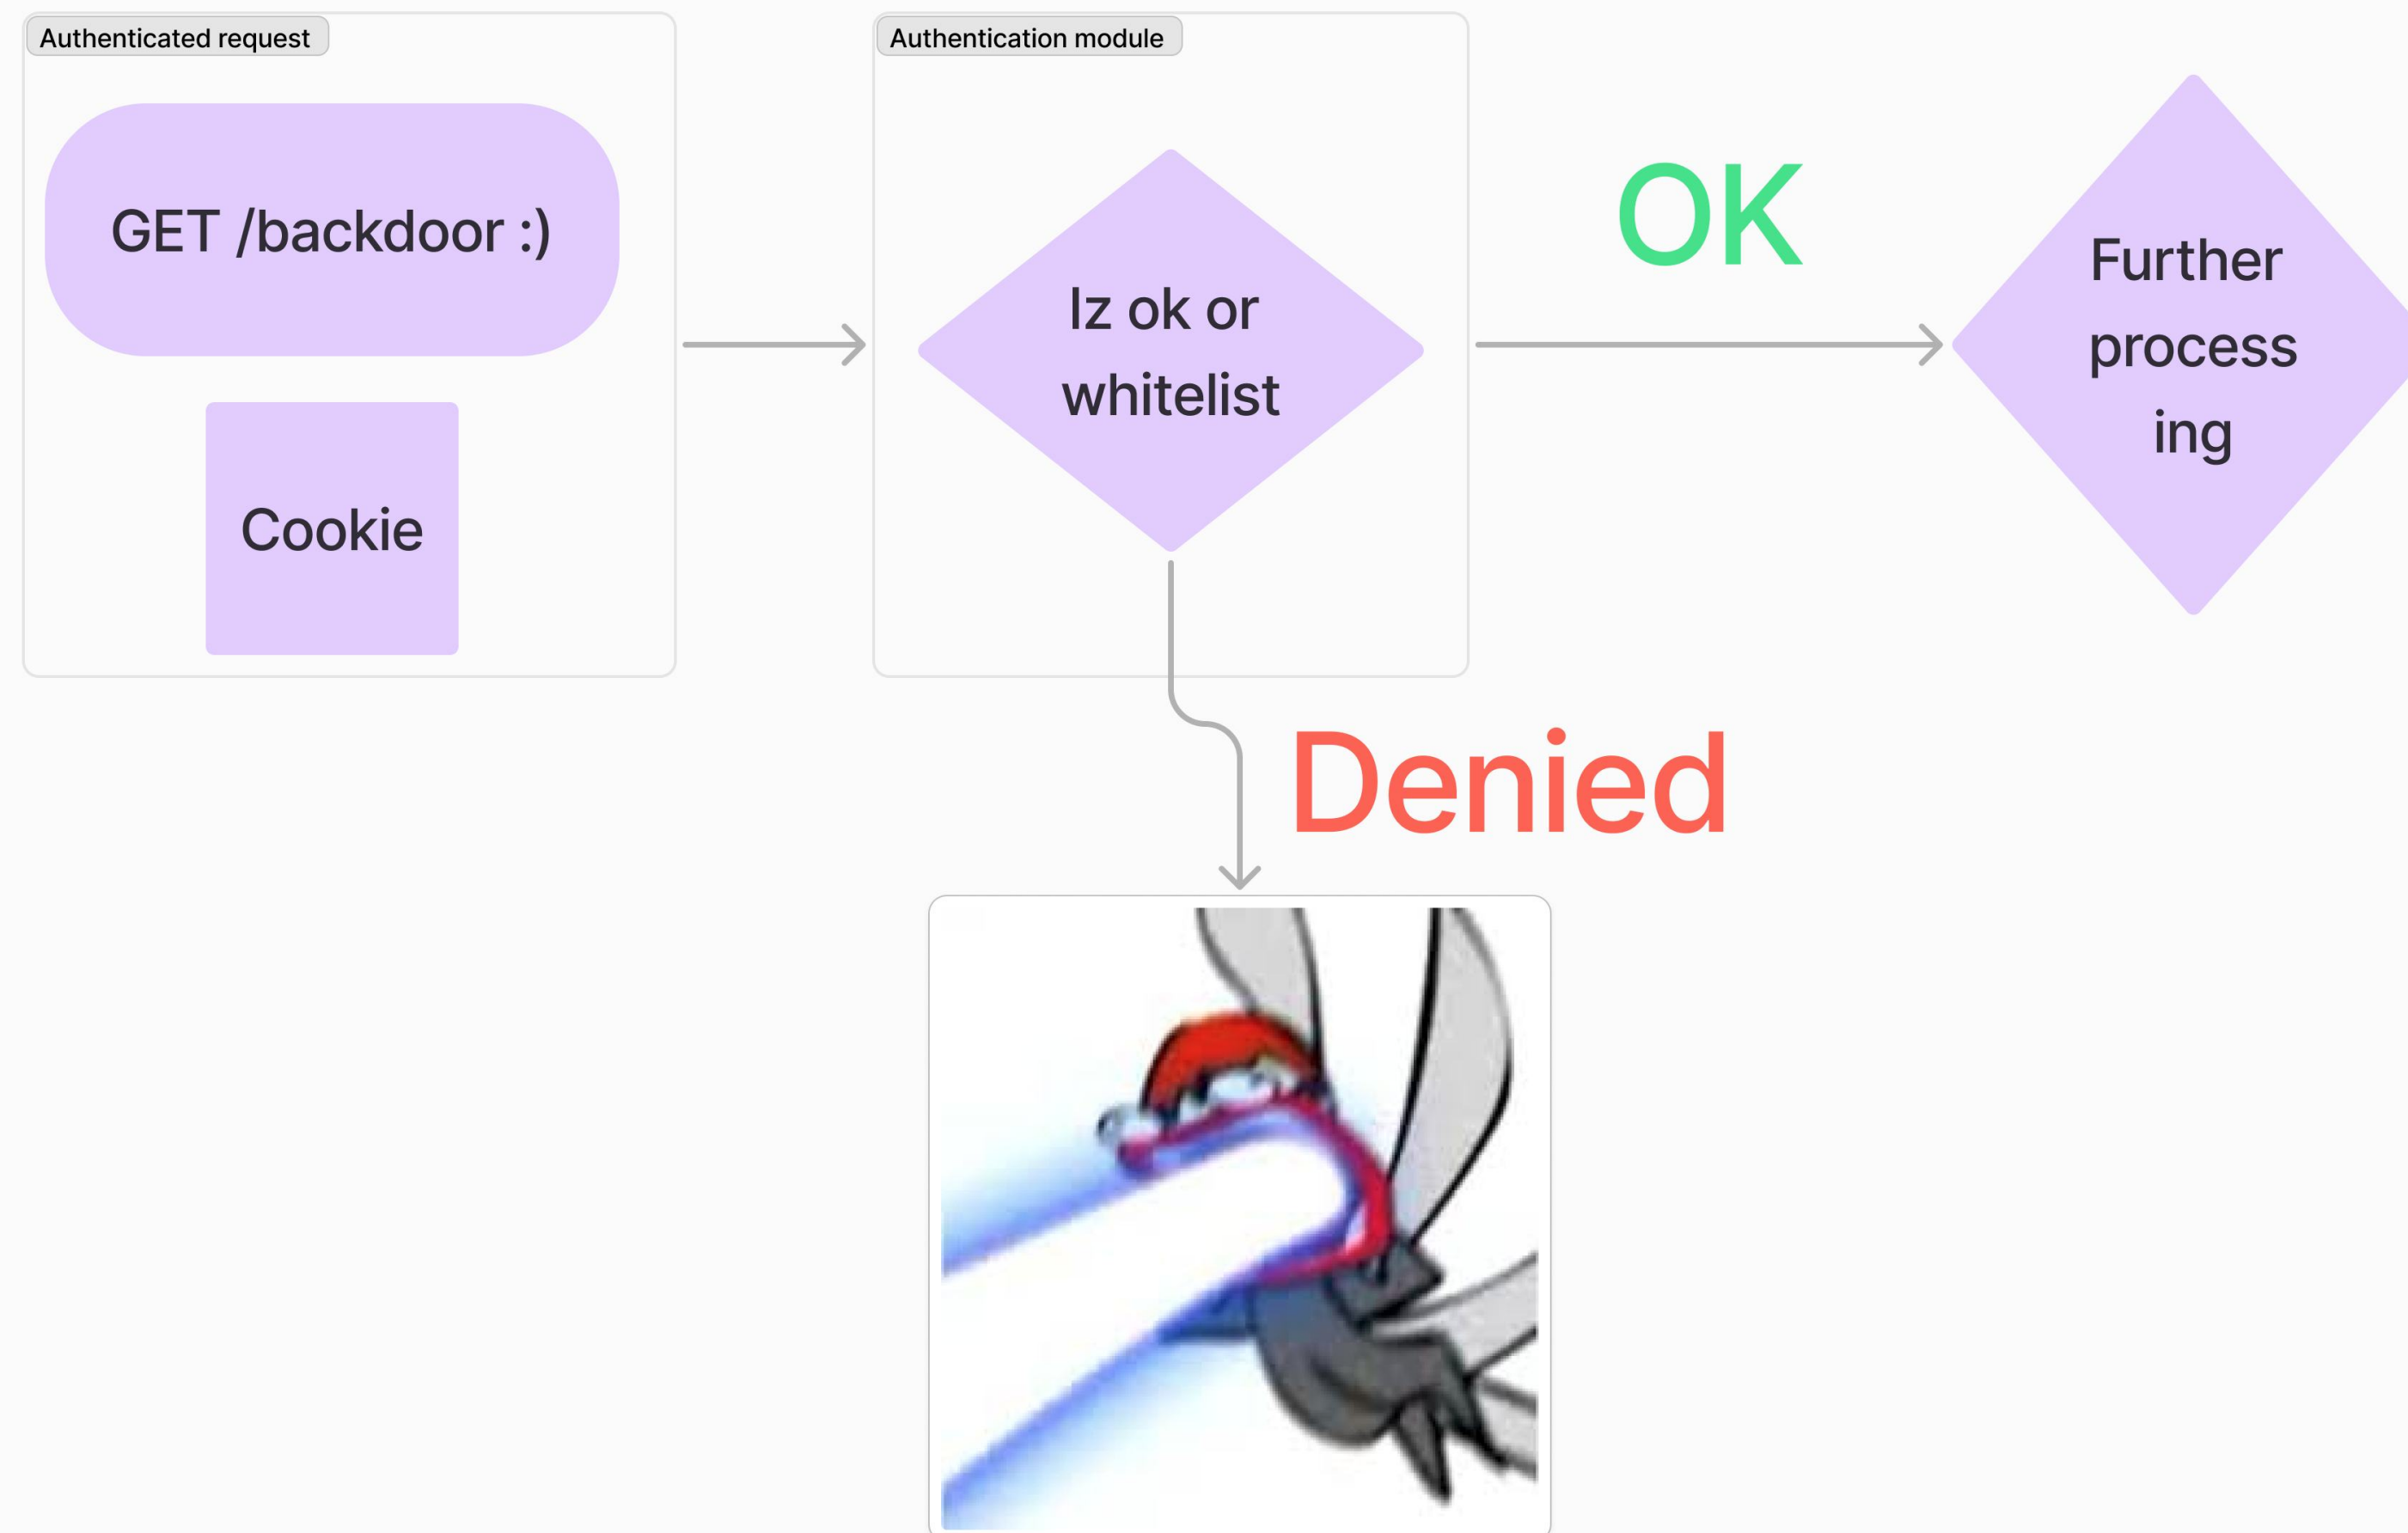 Authenticated request
GET /backdoor :)
Cookie
Authentication module
Iz ok or
whitelist
OK
Further
process
ing
Denied